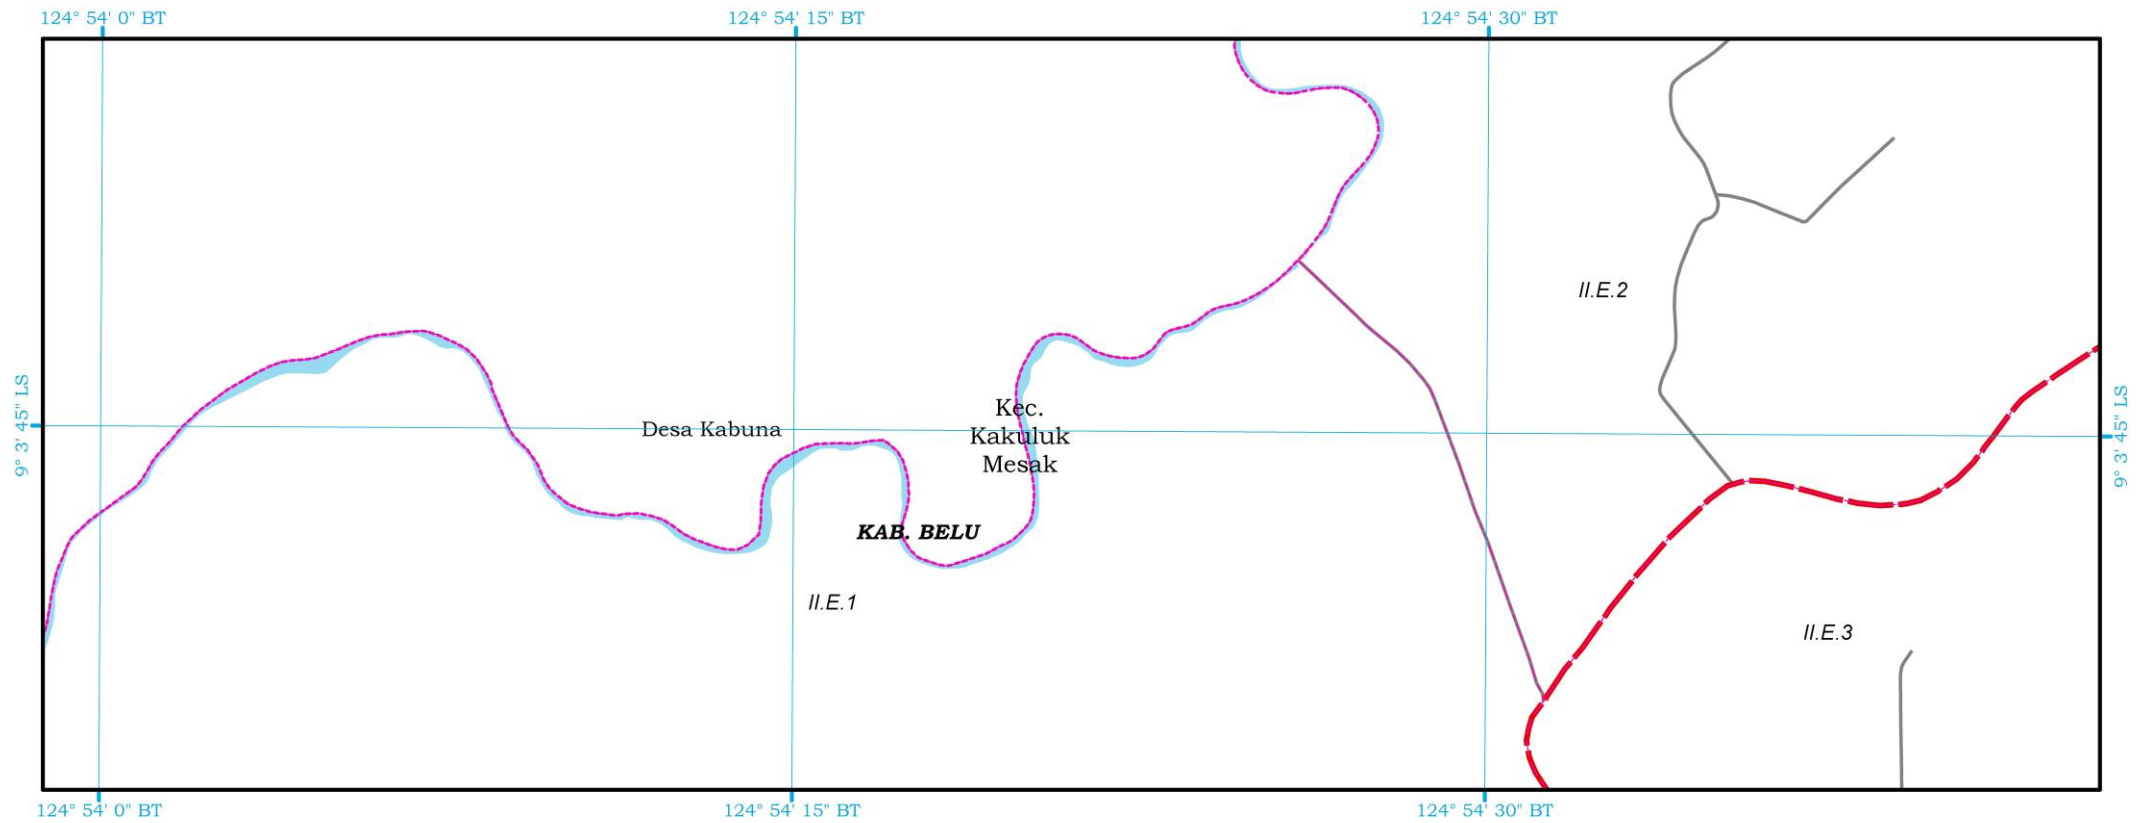 124° 54' 0" BT
124° 54' 15" BT
124° 54' 30" BT
II.E.2
9° 3' 45" LS
9° 3' 45" LS
Desa Kabuna
Kec.
Kakuluk
Mesak
KAB. BELU
II.E.1
II.E.3
124° 54' 0" BT
124° 54' 15" BT
124° 54' 30" BT